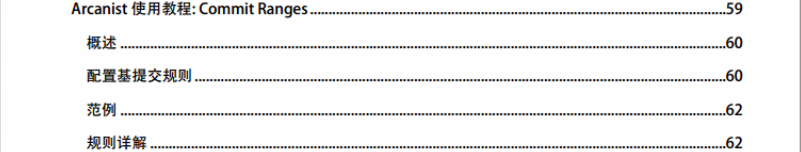 Arcanist 使用教程: Commit Ranges........................................................................................................59
概述........................................................................................................................................................60
配置基提交规则....................................................................................................................................60
范例........................................................................................................................................................62
规则详解................................................................................................................................................62